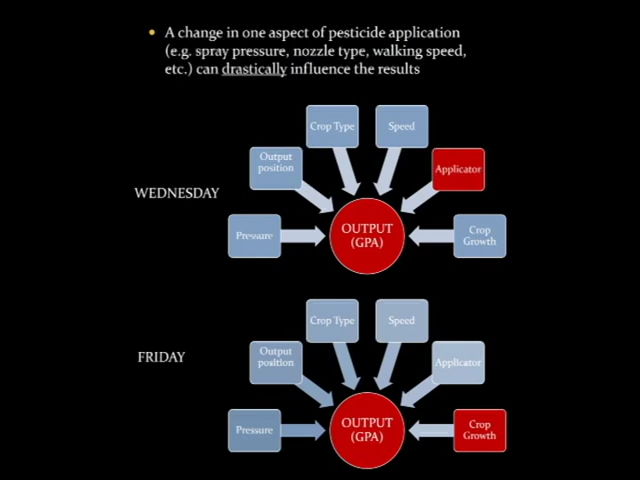 A change in one aspect of pesticide application
(e.g. spray pressure, nozzle type, walking speed,
etc.) can drastically influence the results
WEDNESDAY
Pressure
Output
position
Crop Type
Speed
Applicator
Crop
Growth
OUTPUT
(GPA)
FRIDAY
Pressure
Output
position
Crop Type
Speed
Applicator
Crop
Growth
OUTPUT
(GPA)